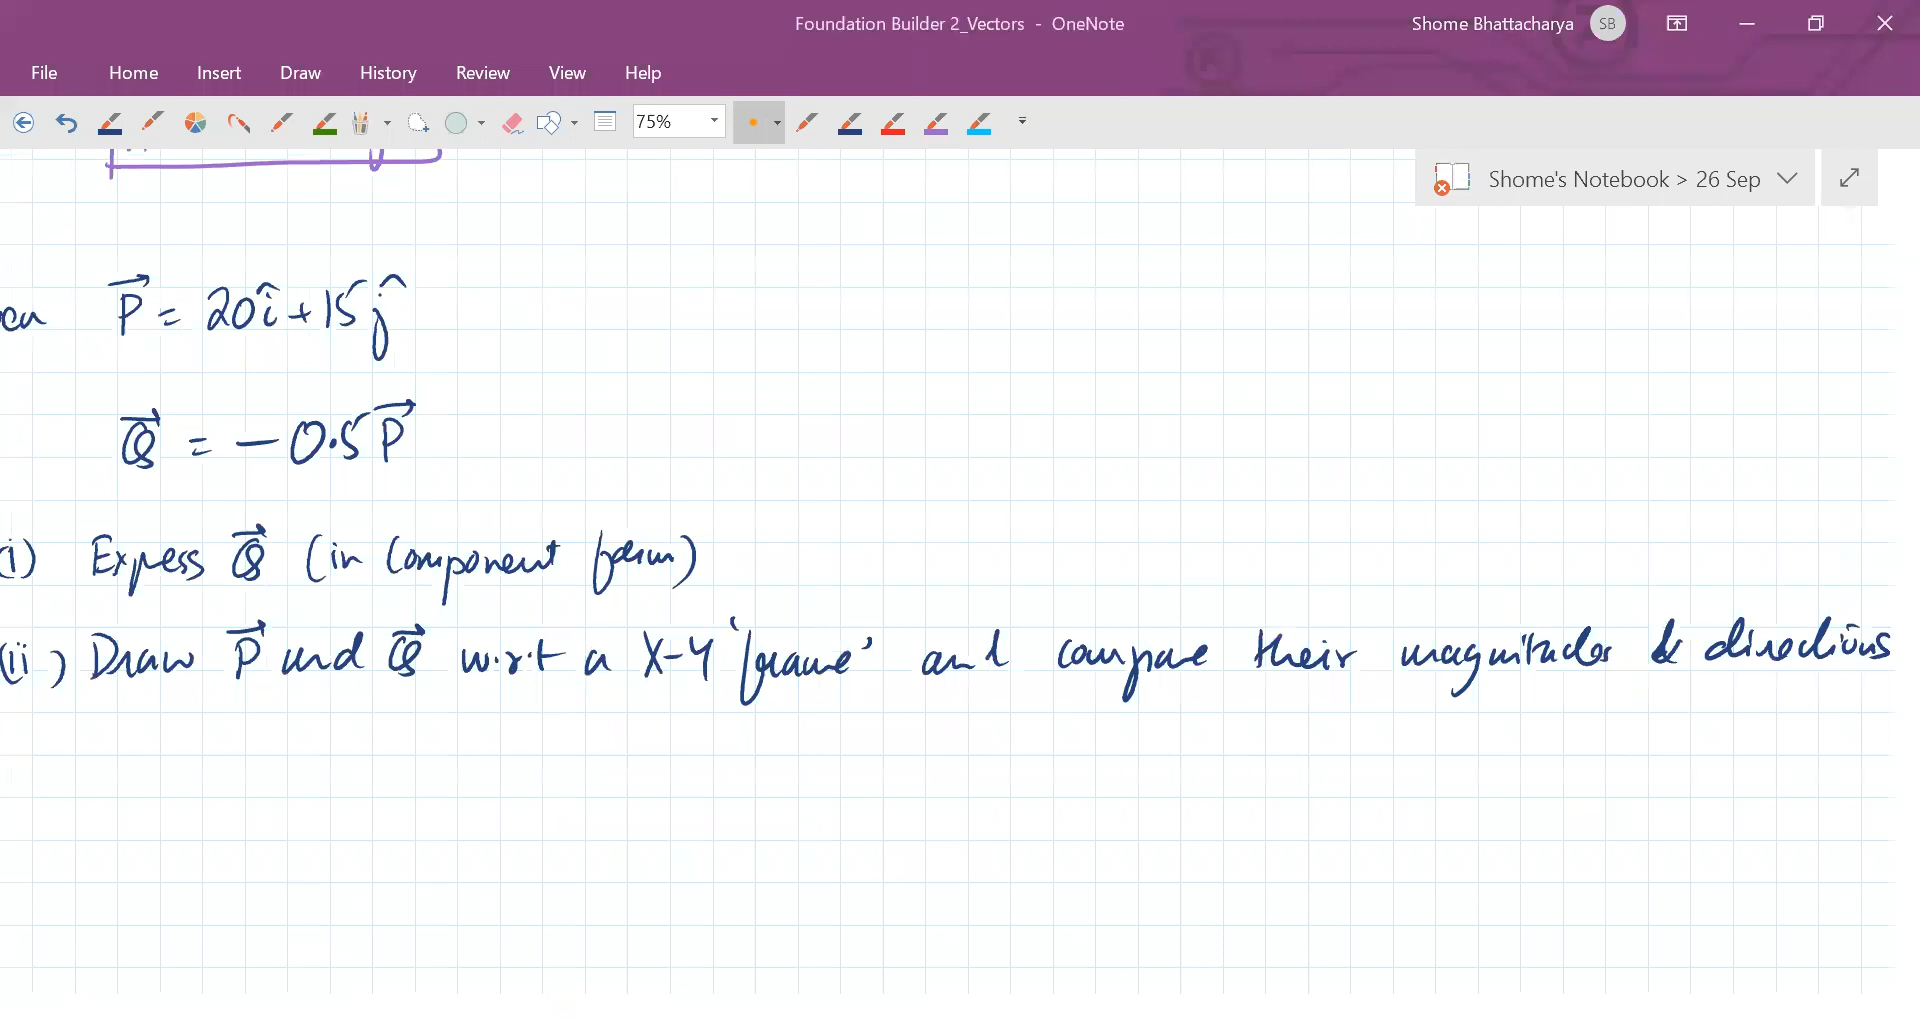 Foundation Builder 2_Vectors - OneNote
Shome Bhattacharya SB
File Home Insert Draw History Review View Help
75%
Shome's Notebook > 26 Sep
P⃗ = 20î + 15ĵ
Q⃗ = -0.5P⃗
(i) Express Q⃗ (in Component form)
(ii) Draw P⃗ and Q⃗ w.r.t a X-Y 'frame' and compare their magnitudes & directions